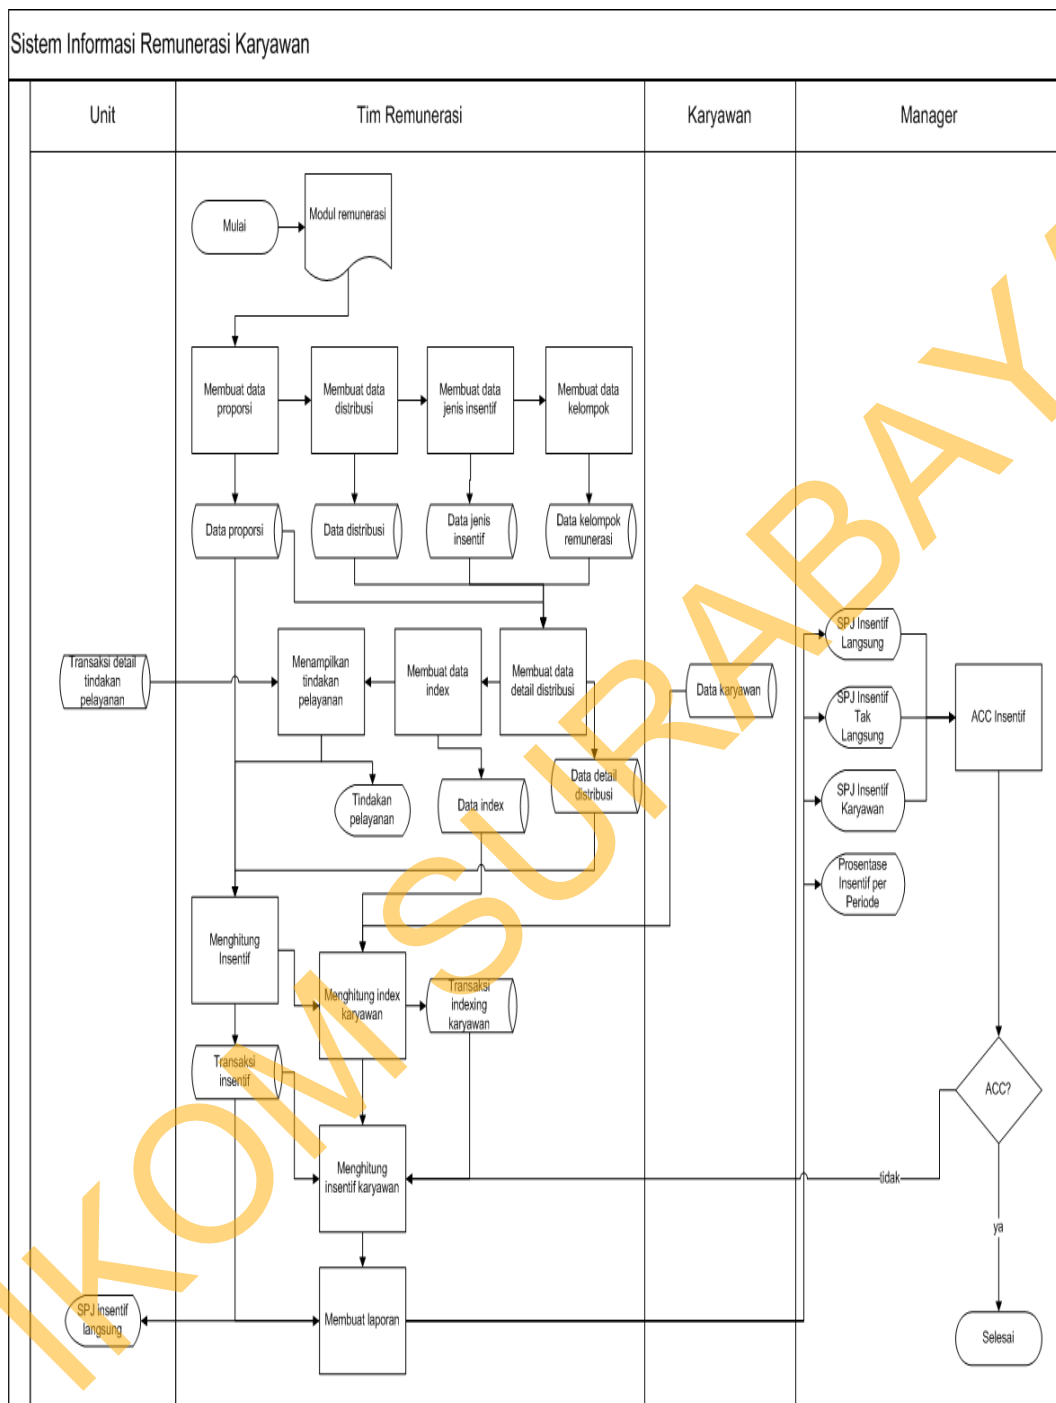 Sistem Informasi Remunerasi Karyawan
Unit
Tim Remunerasi
Karyawan
Manager
Mulai
Modul remunerasi
Membuat data
proporsi
Membuat data
distribusi
Membuat data
jenis insentif
Membuat data
kelompok
Data proporsi
Data distribusi
Data jenis
insentif
Data kelompok
remunerasi
Transaksi detail
tindakan
pelayanan
Menampilkan
tindakan
pelayanan
Membuat data
index
Membuat data
detail distribusi
Data karyawan
SPJ Insentif
Langsung
SPJ Insentif
Tak
Langsung
ACC Insentif
SPJ Insentif
Karyawan
Prosentase
Insentif per
Periode
Tindakan
pelayanan
Data index
Data detail
distribusi
Menghitung
Insentif
Menghitung index
karyawan
Transaksi
indexing
karyawan
Transaksi
insentif
ACC?
Menghitung
insentif karyawan
tidak
ya
SPJ insentif
langsung
Membuat laporan
Selesai
IKOM SURABAYA